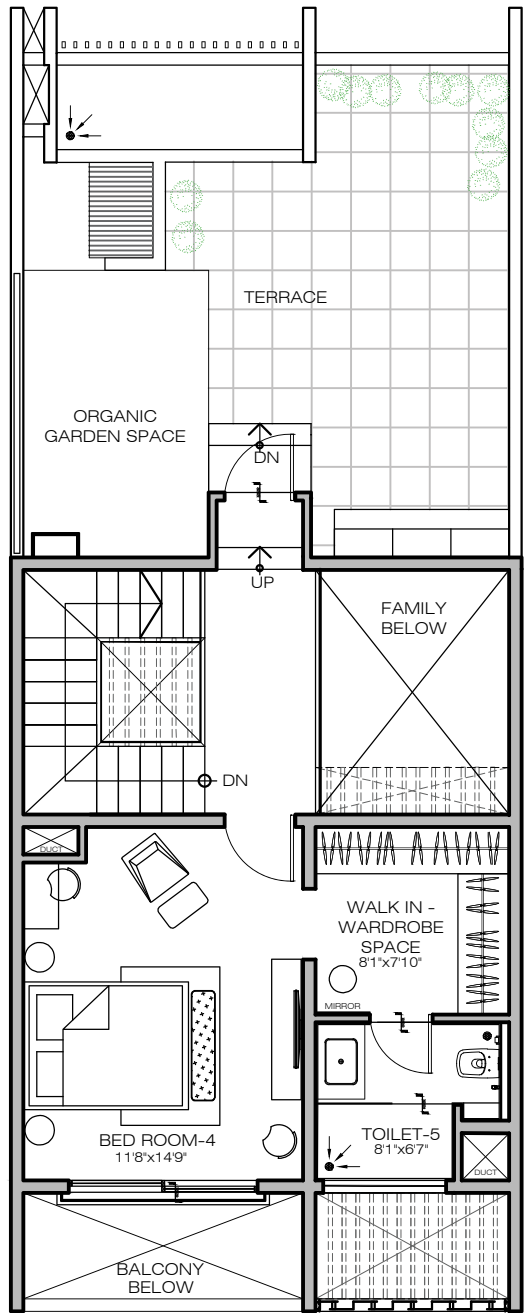 TERRACE
ORGANIC
GARDEN SPACE
DN
UP
FAMILY
BELOW
DN
DUCT
WALK IN -
WARDROBE
SPACE
8'1"x7'10"
MIRROR
BED ROOM-4
11'8"x14'9"
TOILET-5
8'1"x6'7"
DUCT
BALCONY
BELOW